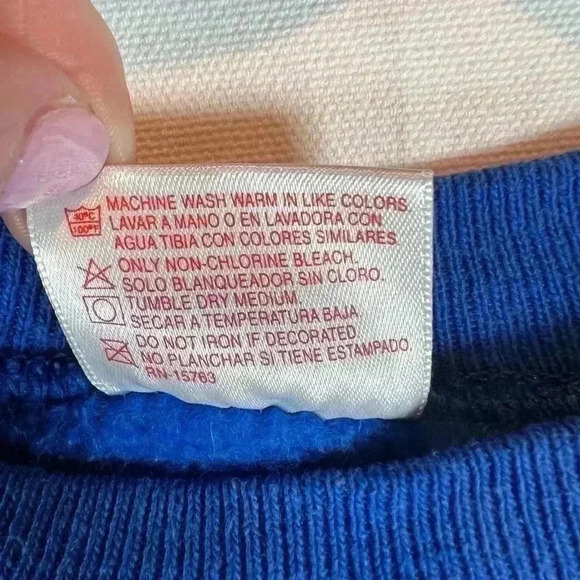 MACHINE WASH WARM IN LIKE COLORS.
40°C
100°F
LAVAR A MANO O EN LAVADORA CON
AGUA TIBIA CON COLORES SIMILARES
ONLY NON-CHLORINE BLEACH.
SOLO BLANQUEADOR SIN CLORO.
TUMBLE DRY MEDIUM.
SECAR A TEMPERATURA BAJA.
DO NOT IRON IF DECORATED
NO PLANCHAR SI TIENE ESTAMPADO
RN-15763